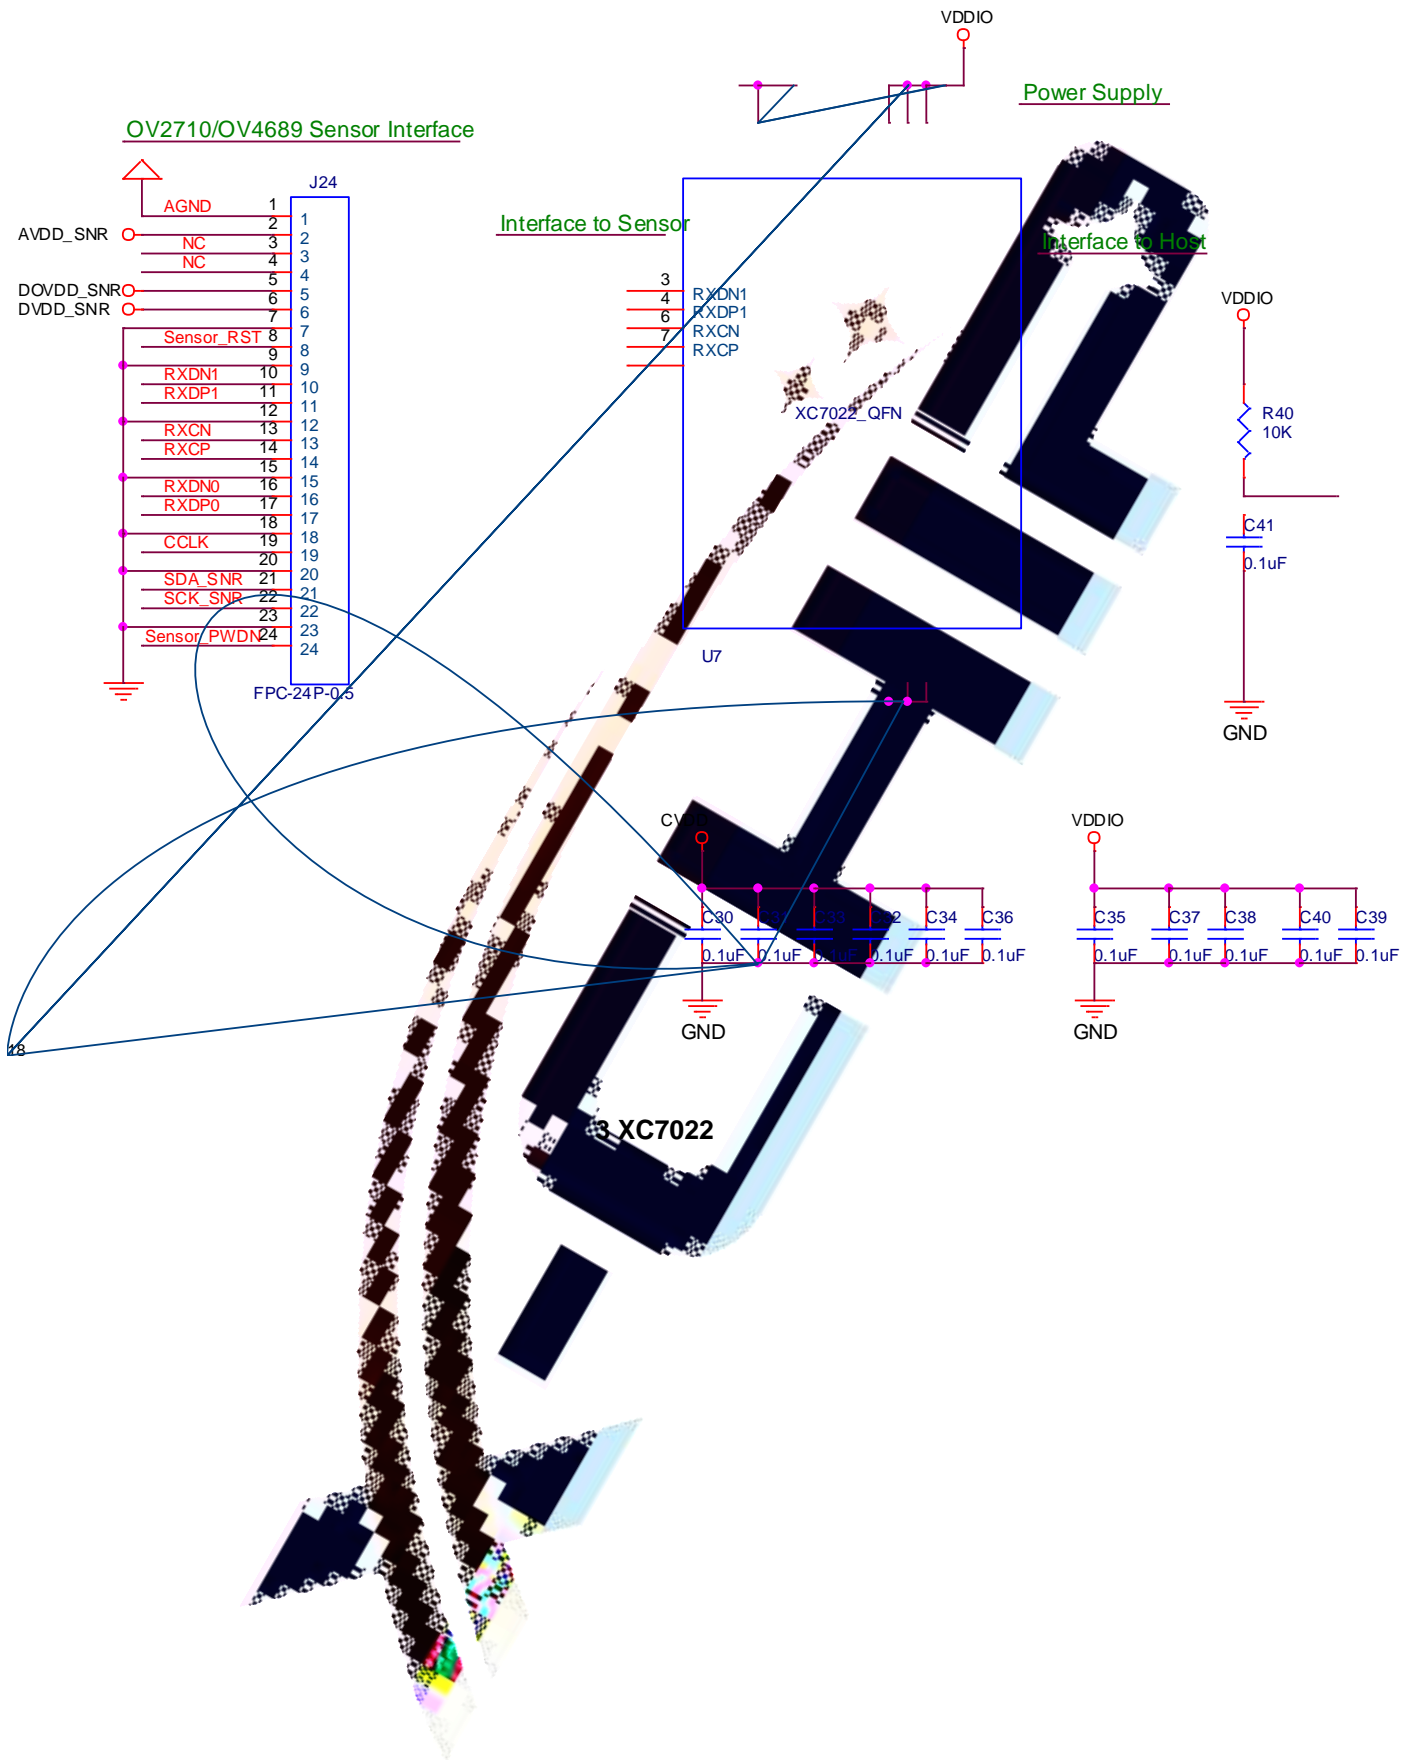 VDDIO
Power Supply
OV2710/OV4689 Sensor Interface
J24
AGND 1 1
AVDD_SNR 2 2
NC 3 3
NC 4 4
DOVDD_SNR 5 5
DVDD_SNR 6 6
7 7
Sensor_RST 8 8
9 9
RXDN1 10 10
RXDP1 11 11
12 12
RXCN 13 13
RXCP 14 14
15 15
RXDN0 16 16
RXDP0 17 17
18 18
CCLK 19 19
20 20
SDA_SNR 21 21
SCK_SNR 22 22
23 23
Sensor_PWDN 24 24
FPC-24P-0.5
Interface to Sensor
Interface to Host
3 RXDN1
4 RXDP1
6 RXCN
7 RXCP
XC7022_QFN
U7
VDDIO
R40
10K
C41
0.1uF
GND
VDDIO
C30 C33 C32 C34 C36
0.1uF 0.1uF 0.1uF 0.1uF 0.1uF 0.1uF
GND
C35 C37 C38 C40 C39
0.1uF 0.1uF 0.1uF 0.1uF 0.1uF
GND
18
3 XC7022